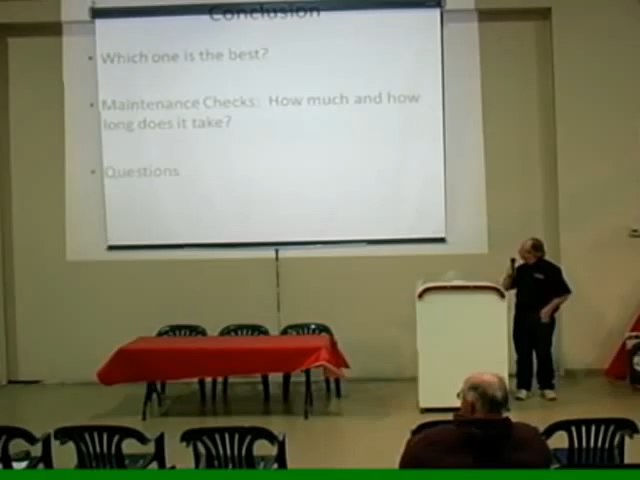 Conclusion
• Which one is the best?
• Maintenance Checks: How much and how
long does it take?
• Questions